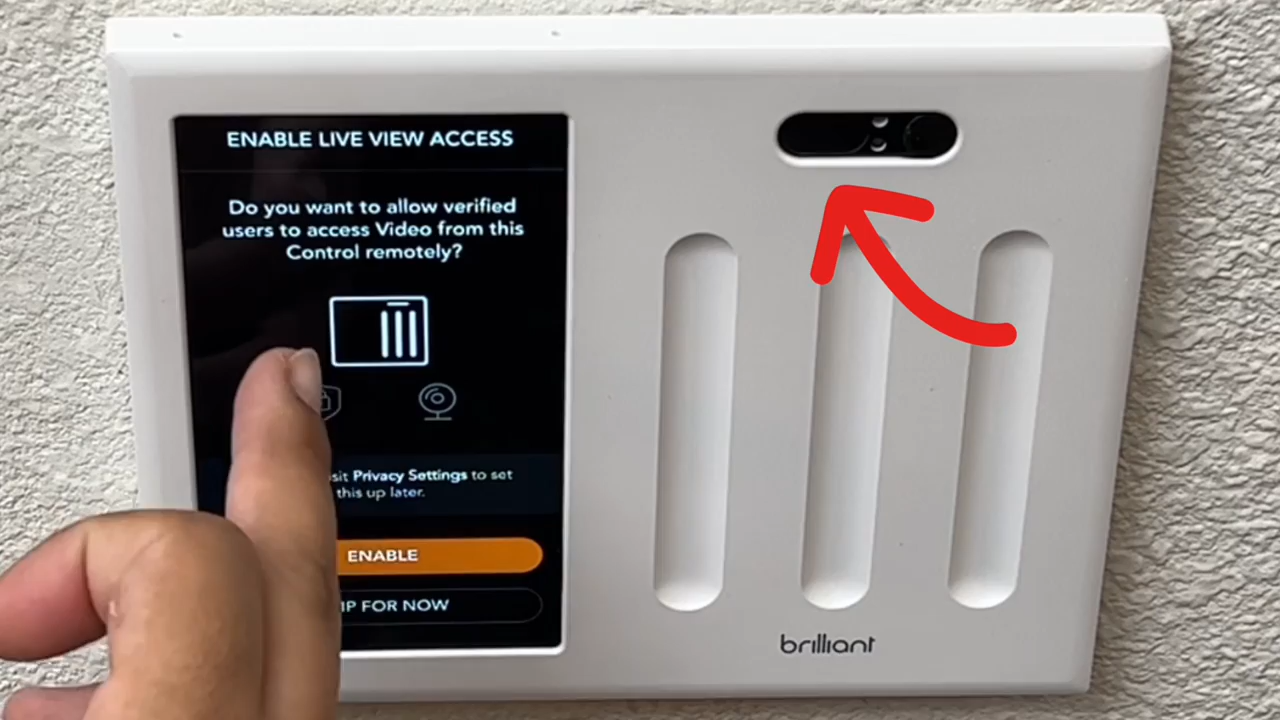 ENABLE LIVE VIEW ACCESS
Do you want to allow verified
users to access Video from this
Control remotely?
Privacy Settings to set
this up later.
ENABLE
FOR NOW
brilliant